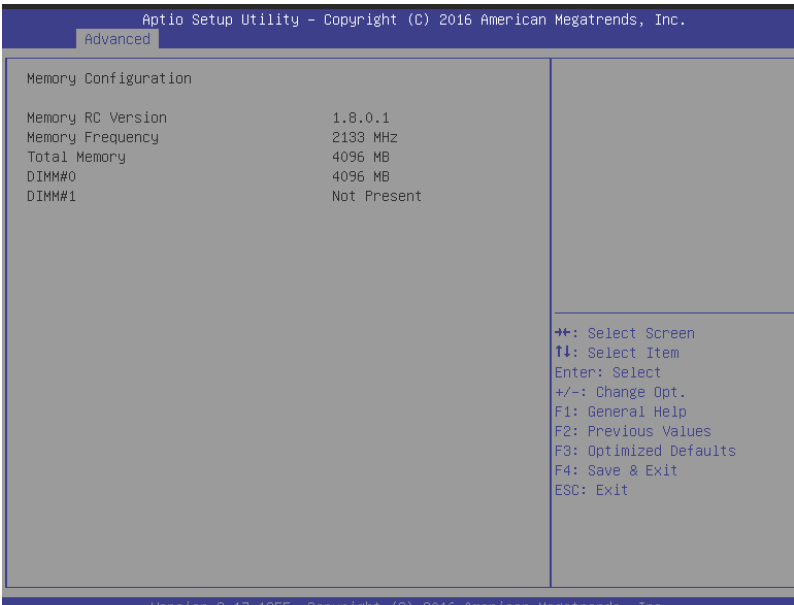 Aptio Setup Utility – Copyright (C) 2016 American Megatrends, Inc.
Advanced
Memory Configuration
Memory RC Version 1.8.0.1
Memory Frequency 2133 MHz
Total Memory 4096 MB
DIMM#0 4096 MB
DIMM#1 Not Present
→←: Select Screen
↑↓: Select Item
Enter: Select
+/-: Change Opt.
F1: General Help
F2: Previous Values
F3: Optimized Defaults
F4: Save & Exit
ESC: Exit